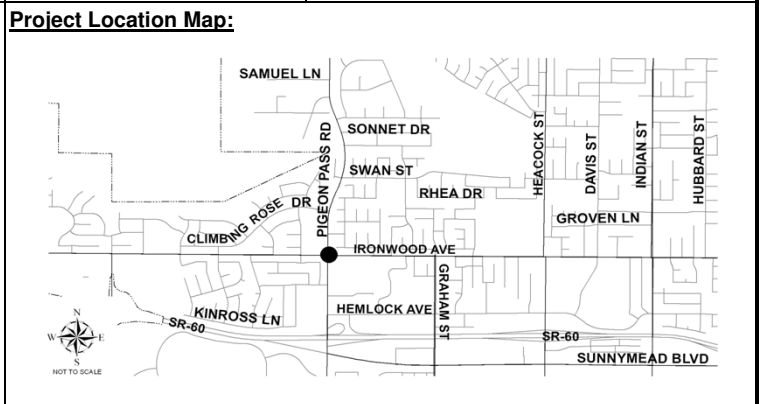 Project Location Map:
SAMUEL LN
SONNET DR
PIGEON PASS RD
SWAN ST
RHEA DR
HEACOCK ST
DAVIS ST
INDIAN ST
HUBBARD ST
CLIMBING ROSE DR
GROVEN LN
IRONWOOD AVE
GRAHAM ST
KINROSS LN
HEMLOCK AVE
SR-60
SR-60
SUNNYMEAD BLVD
N
W E
S
NOT TO SCALE